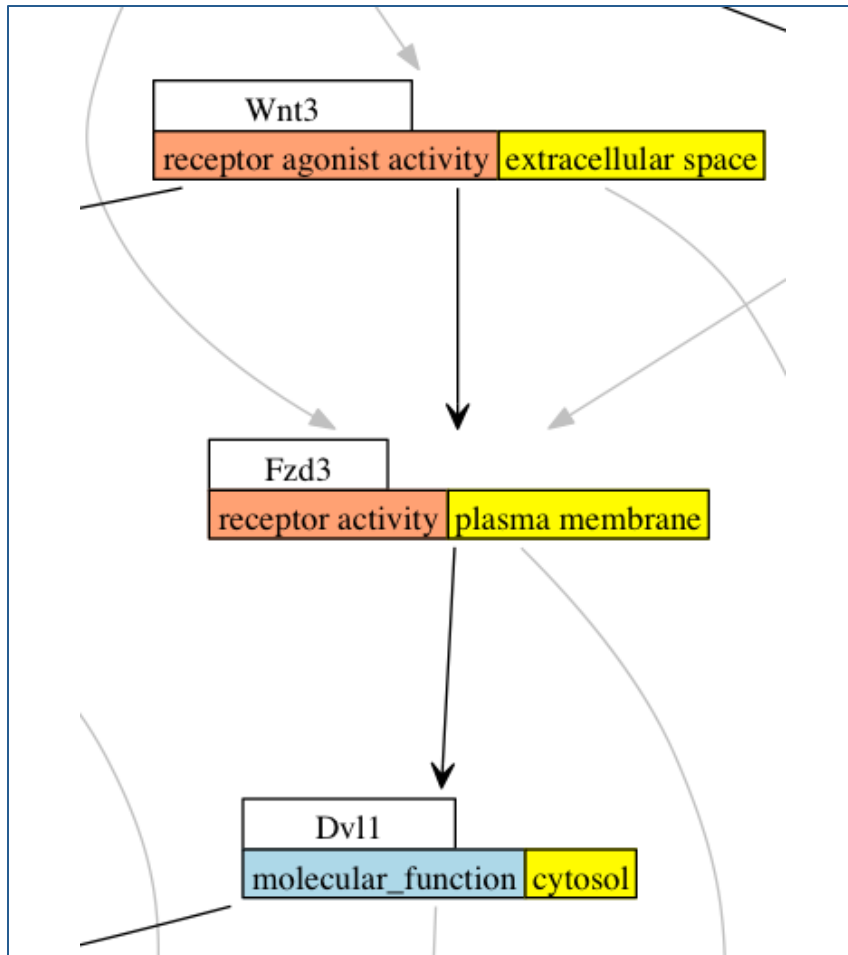 Wnt3
receptor agonist activity extracellular space
Fzd3
receptor activity plasma membrane
Dvl1
molecular_function cytosol